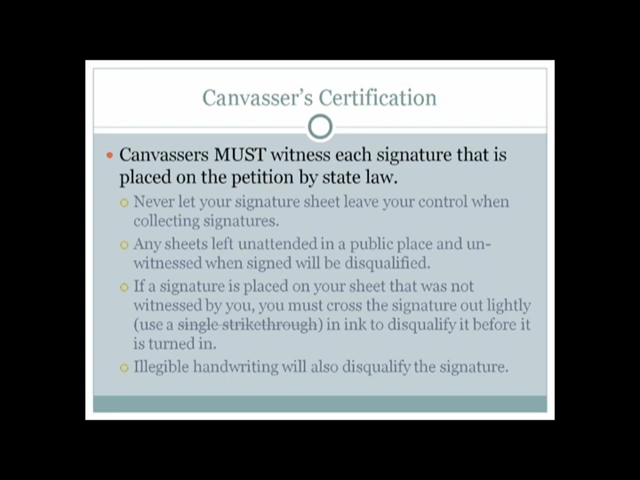 Canvasser's Certification
Canvassers MUST witness each signature that is
placed on the petition by state law.
Never let your signature sheet leave your control when
collecting signatures.
Any sheets left unattended in a public place and un-
witnessed when signed will be disqualified.
If a signature is placed on your sheet that was not
witnessed by you, you must cross the signature out lightly
(use a single strikethrough) in ink to disqualify it before it
is turned in.
Illegible handwriting will also disqualify the signature.